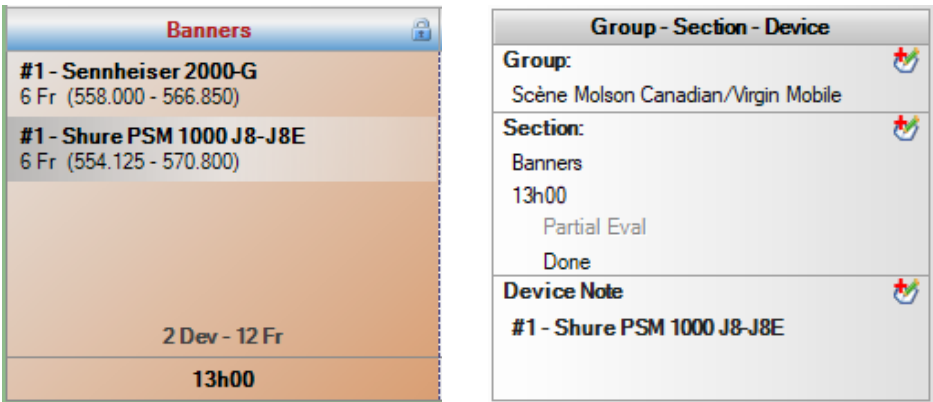 Banners
#1 - Sennheiser 2000-G
6 Fr (558.000 - 566.850)
#1 - Shure PSM 1000 J8-J8E
6 Fr (554.125 - 570.800)
2 Dev - 12 Fr
13h00
Group - Section - Device
Group:
Scène Molson Canadian/Virgin Mobile
Section:
Banners
13h00
Partial Eval
Done
Device Note
#1 - Shure PSM 1000 J8-J8E